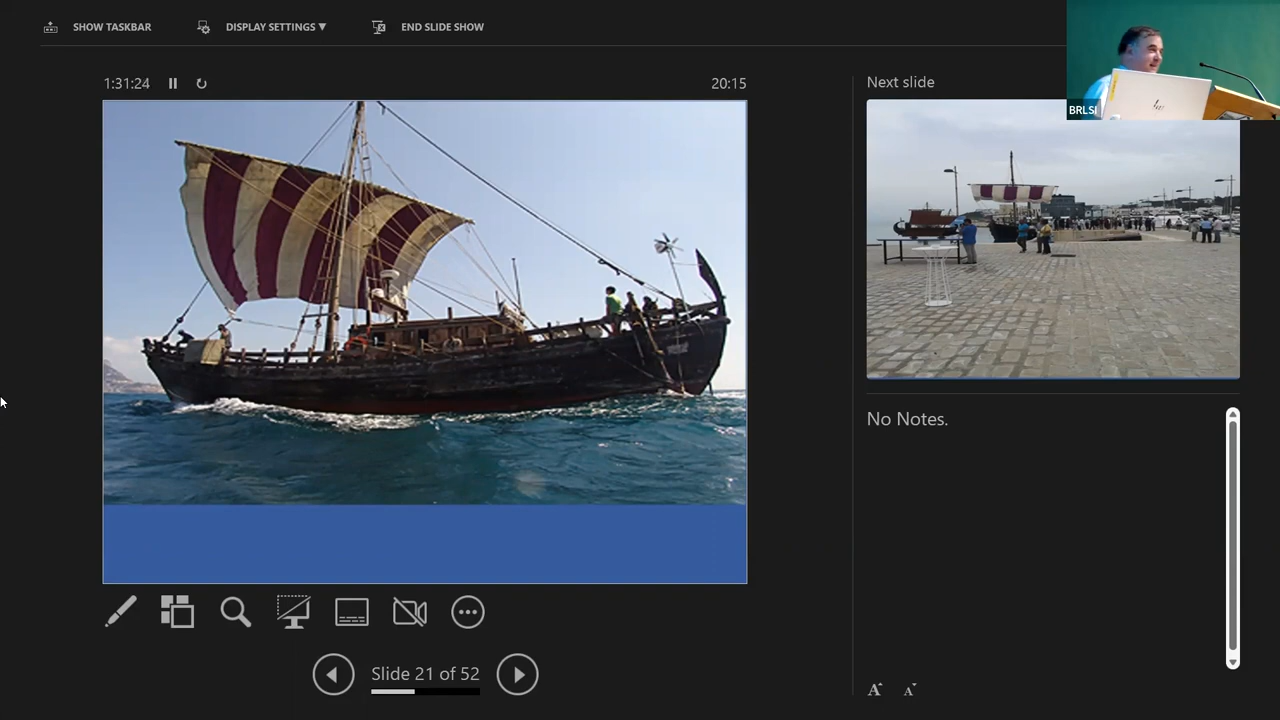 SHOW TASKBAR
DISPLAY SETTINGS ▼
END SLIDE SHOW
1:31:24
20:15
Next slide
BRLSI
No Notes.
Slide 21 of 52
A
A